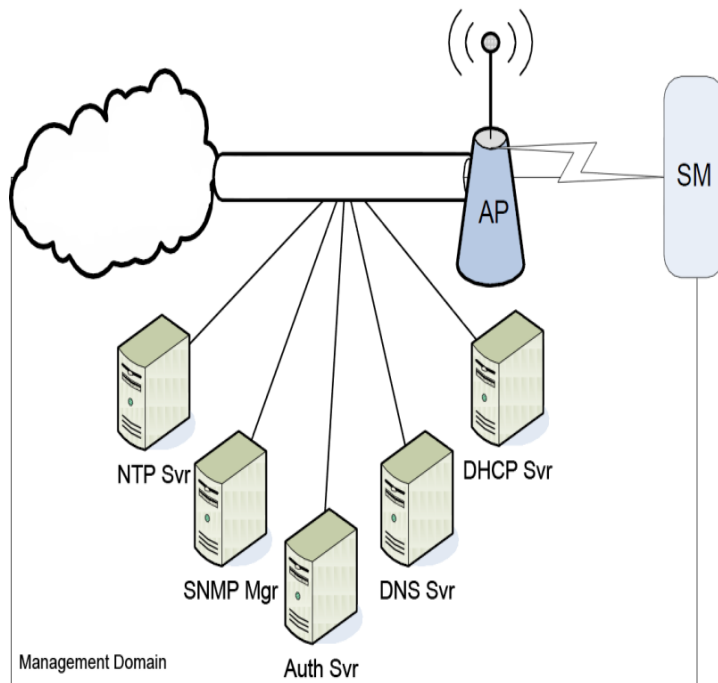 AP
SM
NTP Svr
DHCP Svr
SNMP Mgr
DNS Svr
Auth Svr
Management Domain